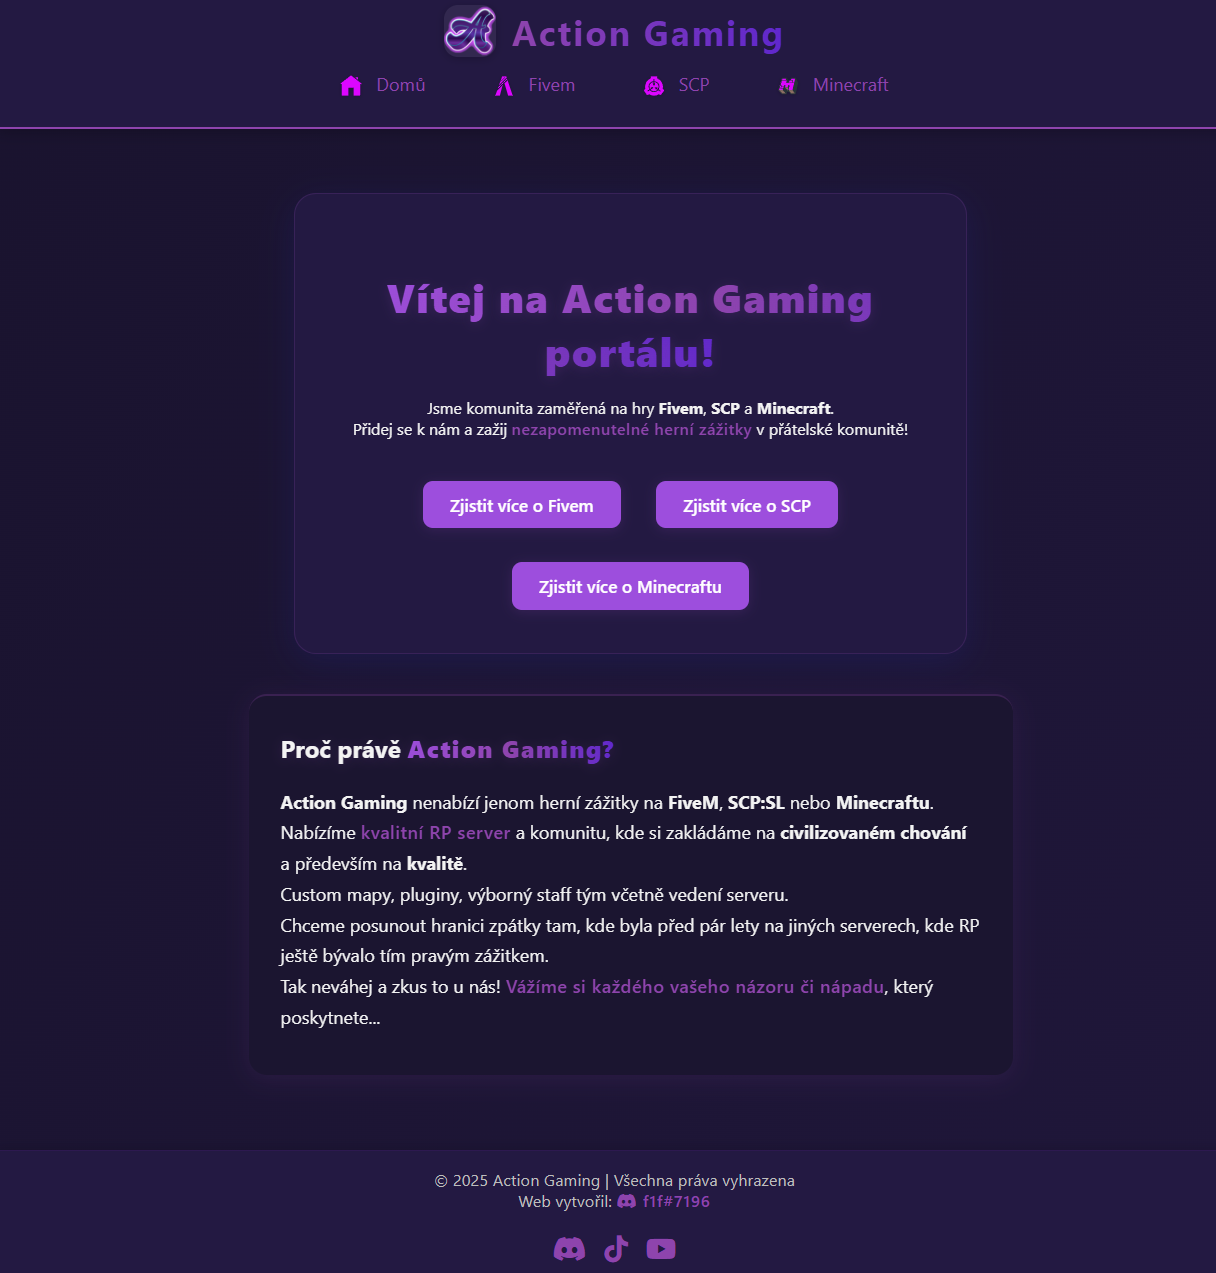 Action Gaming
Domů Fivem SCP Minecraft
Vítej na Action Gaming
portálu!
Jsme komunita zaměřená na hry Fivem, SCP a Minecraft.
Přidej se k nám a zažij nezapomenutelné herní zážitky v přátelské komunitě!
Zjistit více o Fivem Zjistit více o SCP
Zjistit více o Minecraftu
Proč právě Action Gaming?
Action Gaming nenabízí jenom herní zážitky na FiveM, SCP:SL nebo Minecraftu.
Nabízíme kvalitní RP server a komunitu, kde si zakládáme na civilizovaném chování
a především na kvalitě.
Custom mapy, pluginy, výborný staff tým včetně vedení serveru.
Chceme posunout hranici zpátky tam, kde byla před pár lety na jiných serverech, kde RP
ještě bývalo tím pravým zážitkem.
Tak neváhej a zkus to u nás! Vážíme si každého vašeho názoru či nápadu, který
poskytnete...
© 2025 Action Gaming | Všechna práva vyhrazena
Web vytvořil: f1f#7196